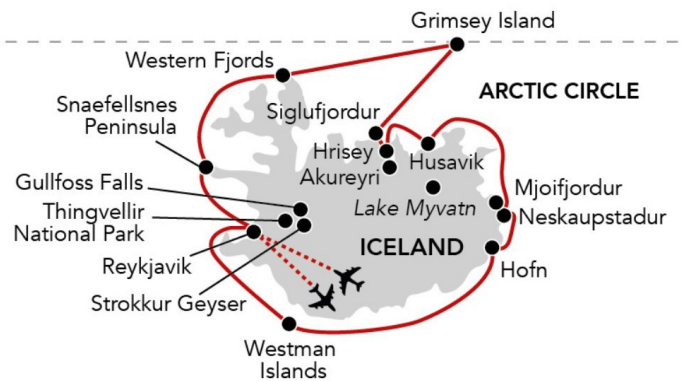 Grimsey Island
Western Fjords
ARCTIC CIRCLE
Snaefellsnes
Peninsula
Siglufjordur
Hrisey
Husavik
Akureyri
Gullfoss Falls
Mjoifjordur
Thingvellir
National Park
Lake Myvatn
Neskaupstadur
ICELAND
Reykjavik
Hofn
Strokkur Geyser
Westman
Islands